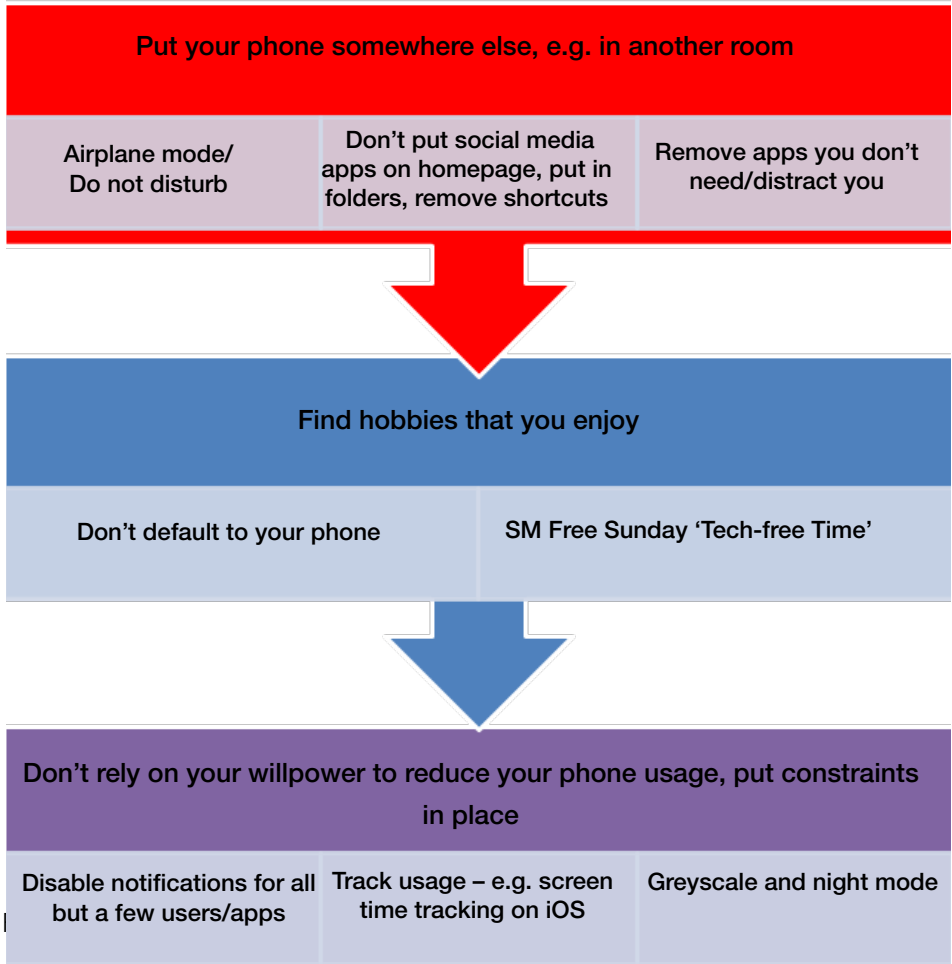 Put your phone somewhere else, e.g. in another room
Airplane mode/
Do not disturb
Don’t put social media
apps on homepage, put in
folders, remove shortcuts
Remove apps you don’t
need/distract you
Find hobbies that you enjoy
Don’t default to your phone
SM Free Sunday ‘Tech-free Time’
Don’t rely on your willpower to reduce your phone usage, put constraints
in place
Disable notifications for all
but a few users/apps
Track usage – e.g. screen
time tracking on iOS
Greyscale and night mode